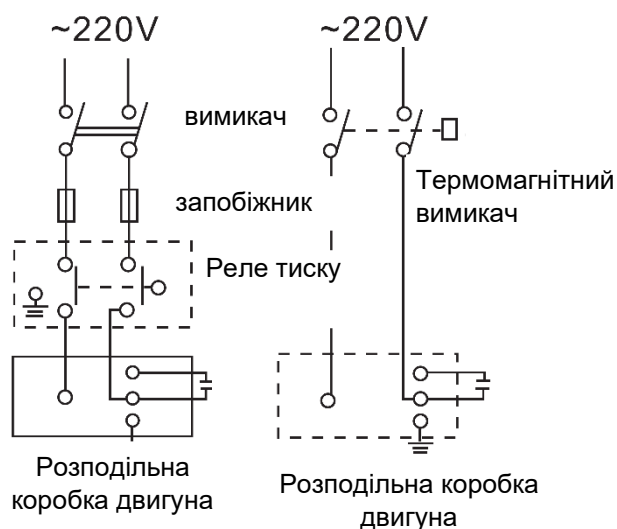 ~220V
~220V
вимикач
Термомагнітний
вимикач
запобіжник
Реле тиску
Розподільна
коробка двигуна
Розподільна коробка
двигуна